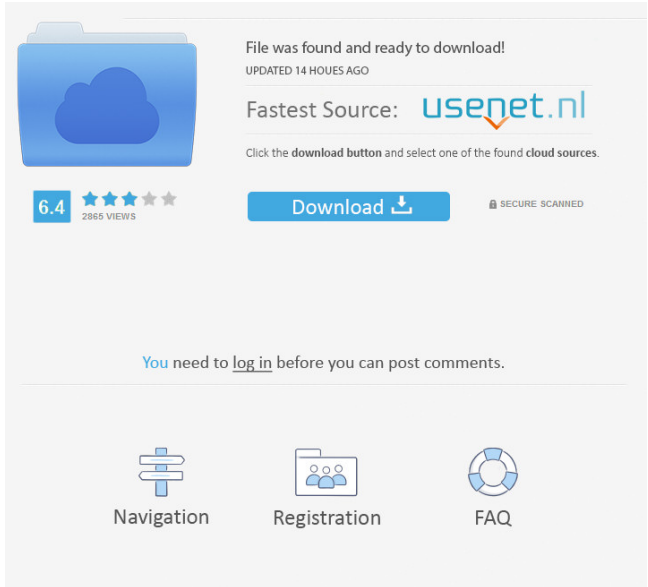 File was found and ready to download!
UPDATED 14 HOUES AGO
Fastest Source: usenet.nl
Click the download button and select one of the found cloud sources.
6.4
2865 VIEWS
Download
SECURE SCANNED
You need to log in before you can post comments.
Navigation
Registration
FAQ